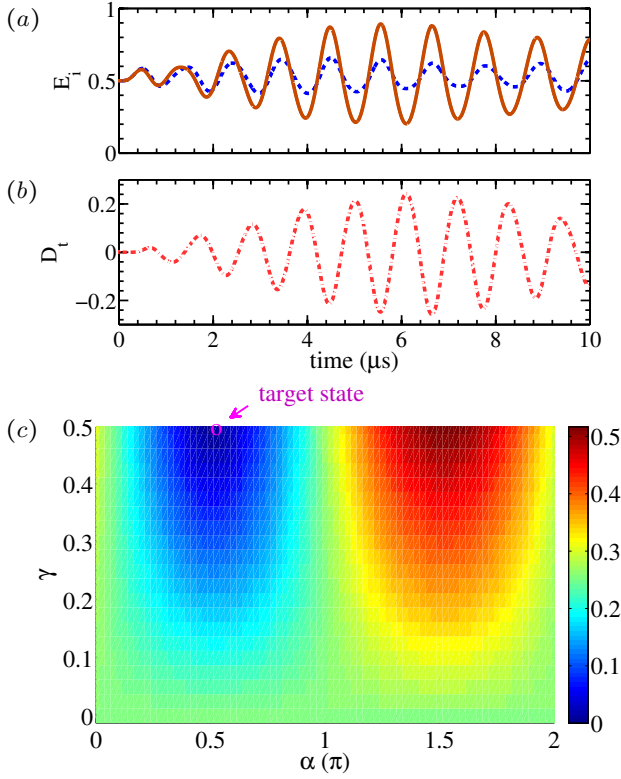 (a)
1
0.5
0
E_i
(b)
0.2
0
−0.2
D_t
0 2 4 6 8 10
time (μs)
target state
(c)
0.5
0.4
0.3
0.2
0.1
0
γ
0 0.5 1 1.5 2
α (π)
0.5
0.4
0.3
0.2
0.1
0